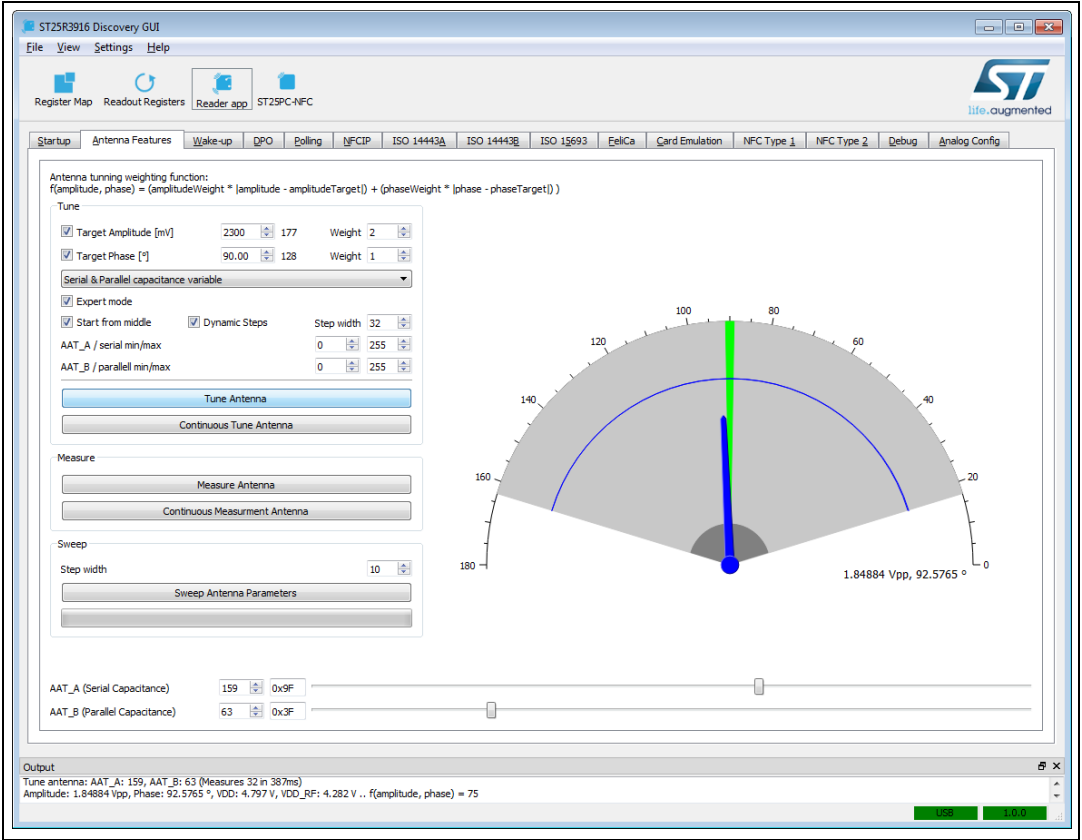 ST25R3916 Discovery GUI
File View Settings Help
Register Map Readout Registers Reader app ST25PC-NFC
life.augmented
Startup Antenna Features Wake-up DPO Polling NFCIP ISO 14443A ISO 14443B ISO 15693 FeliCa Card Emulation NFC Type 1 NFC Type 2 Debug Analog Config
Antenna tunning weighting function:
f(amplitude, phase) = (amplitudeWeight * |amplitude - amplitudeTarget|) + (phaseWeight * |phase - phaseTarget|) )
Tune
Target Amplitude [mV] 2300 177 Weight 2
Target Phase [°] 90.00 128 Weight 1
Serial & Parallel capacitance variable
Expert mode
Start from middle Dynamic Steps Step width 32
AAT_A / serial min/max 0 255
AAT_B / parallell min/max 0 255
Tune Antenna
Continuous Tune Antenna
Measure
Measure Antenna
Continuous Measurment Antenna
Sweep
Step width 10
Sweep Antenna Parameters
180 160 140 120 100 80 60 40 20 0
1.84884 Vpp, 92.5765 °
AAT_A (Serial Capacitance) 159 0x9F
AAT_B (Parallel Capacitance) 63 0x3F
Output
Tune antenna: AAT_A: 159, AAT_B: 63 (Measures 32 in 387ms)
Amplitude: 1.84884 Vpp, Phase: 92.5765 °, VDD: 4.797 V, VDD_RF: 4.282 V .. f(amplitude, phase) = 75
USB 1.0.0